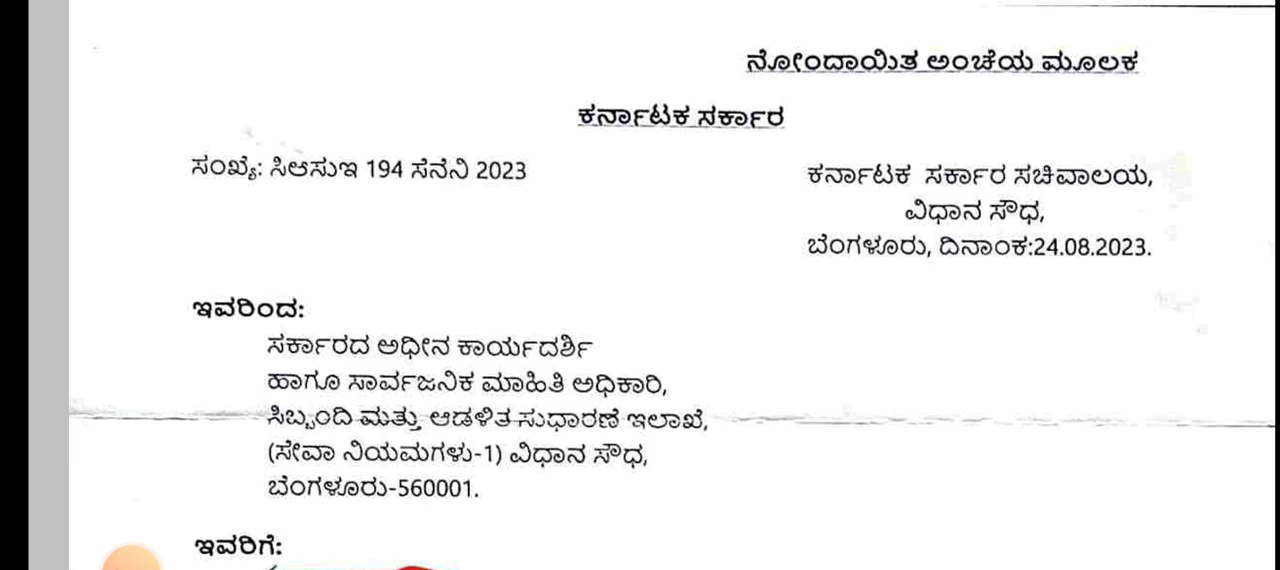 ನೋಂದಾಯಿತ ಅಂಚೆಯ ಮೂಲಕ
ಕರ್ನಾಟಕ ಸರ್ಕಾರ
ಸಂಖ್ಯೆ: ಸಿಆಸುಇ 194 ಸೆನೆನಿ 2023
ಕರ್ನಾಟಕ ಸರ್ಕಾರ ಸಚಿವಾಲಯ,
ವಿಧಾನ ಸೌಧ,
ಬೆಂಗಳೂರು, ದಿನಾಂಕ:24.08.2023.
ಇವರಿಂದ:
ಸರ್ಕಾರದ ಅಧೀನ ಕಾರ್ಯದರ್ಶಿ
ಹಾಗೂ ಸಾರ್ವಜನಿಕ ಮಾಹಿತಿ ಅಧಿಕಾರಿ,
ಸಿಬ್ಬಂದಿ ಮತ್ತು ಆಡಳಿತ ಸುಧಾರಣೆ ಇಲಾಖೆ,
(ಸೇವಾ ನಿಯಮಗಳು-1) ವಿಧಾನ ಸೌಧ,
ಬೆಂಗಳೂರು-560001.
ಇವರಿಗೆ: